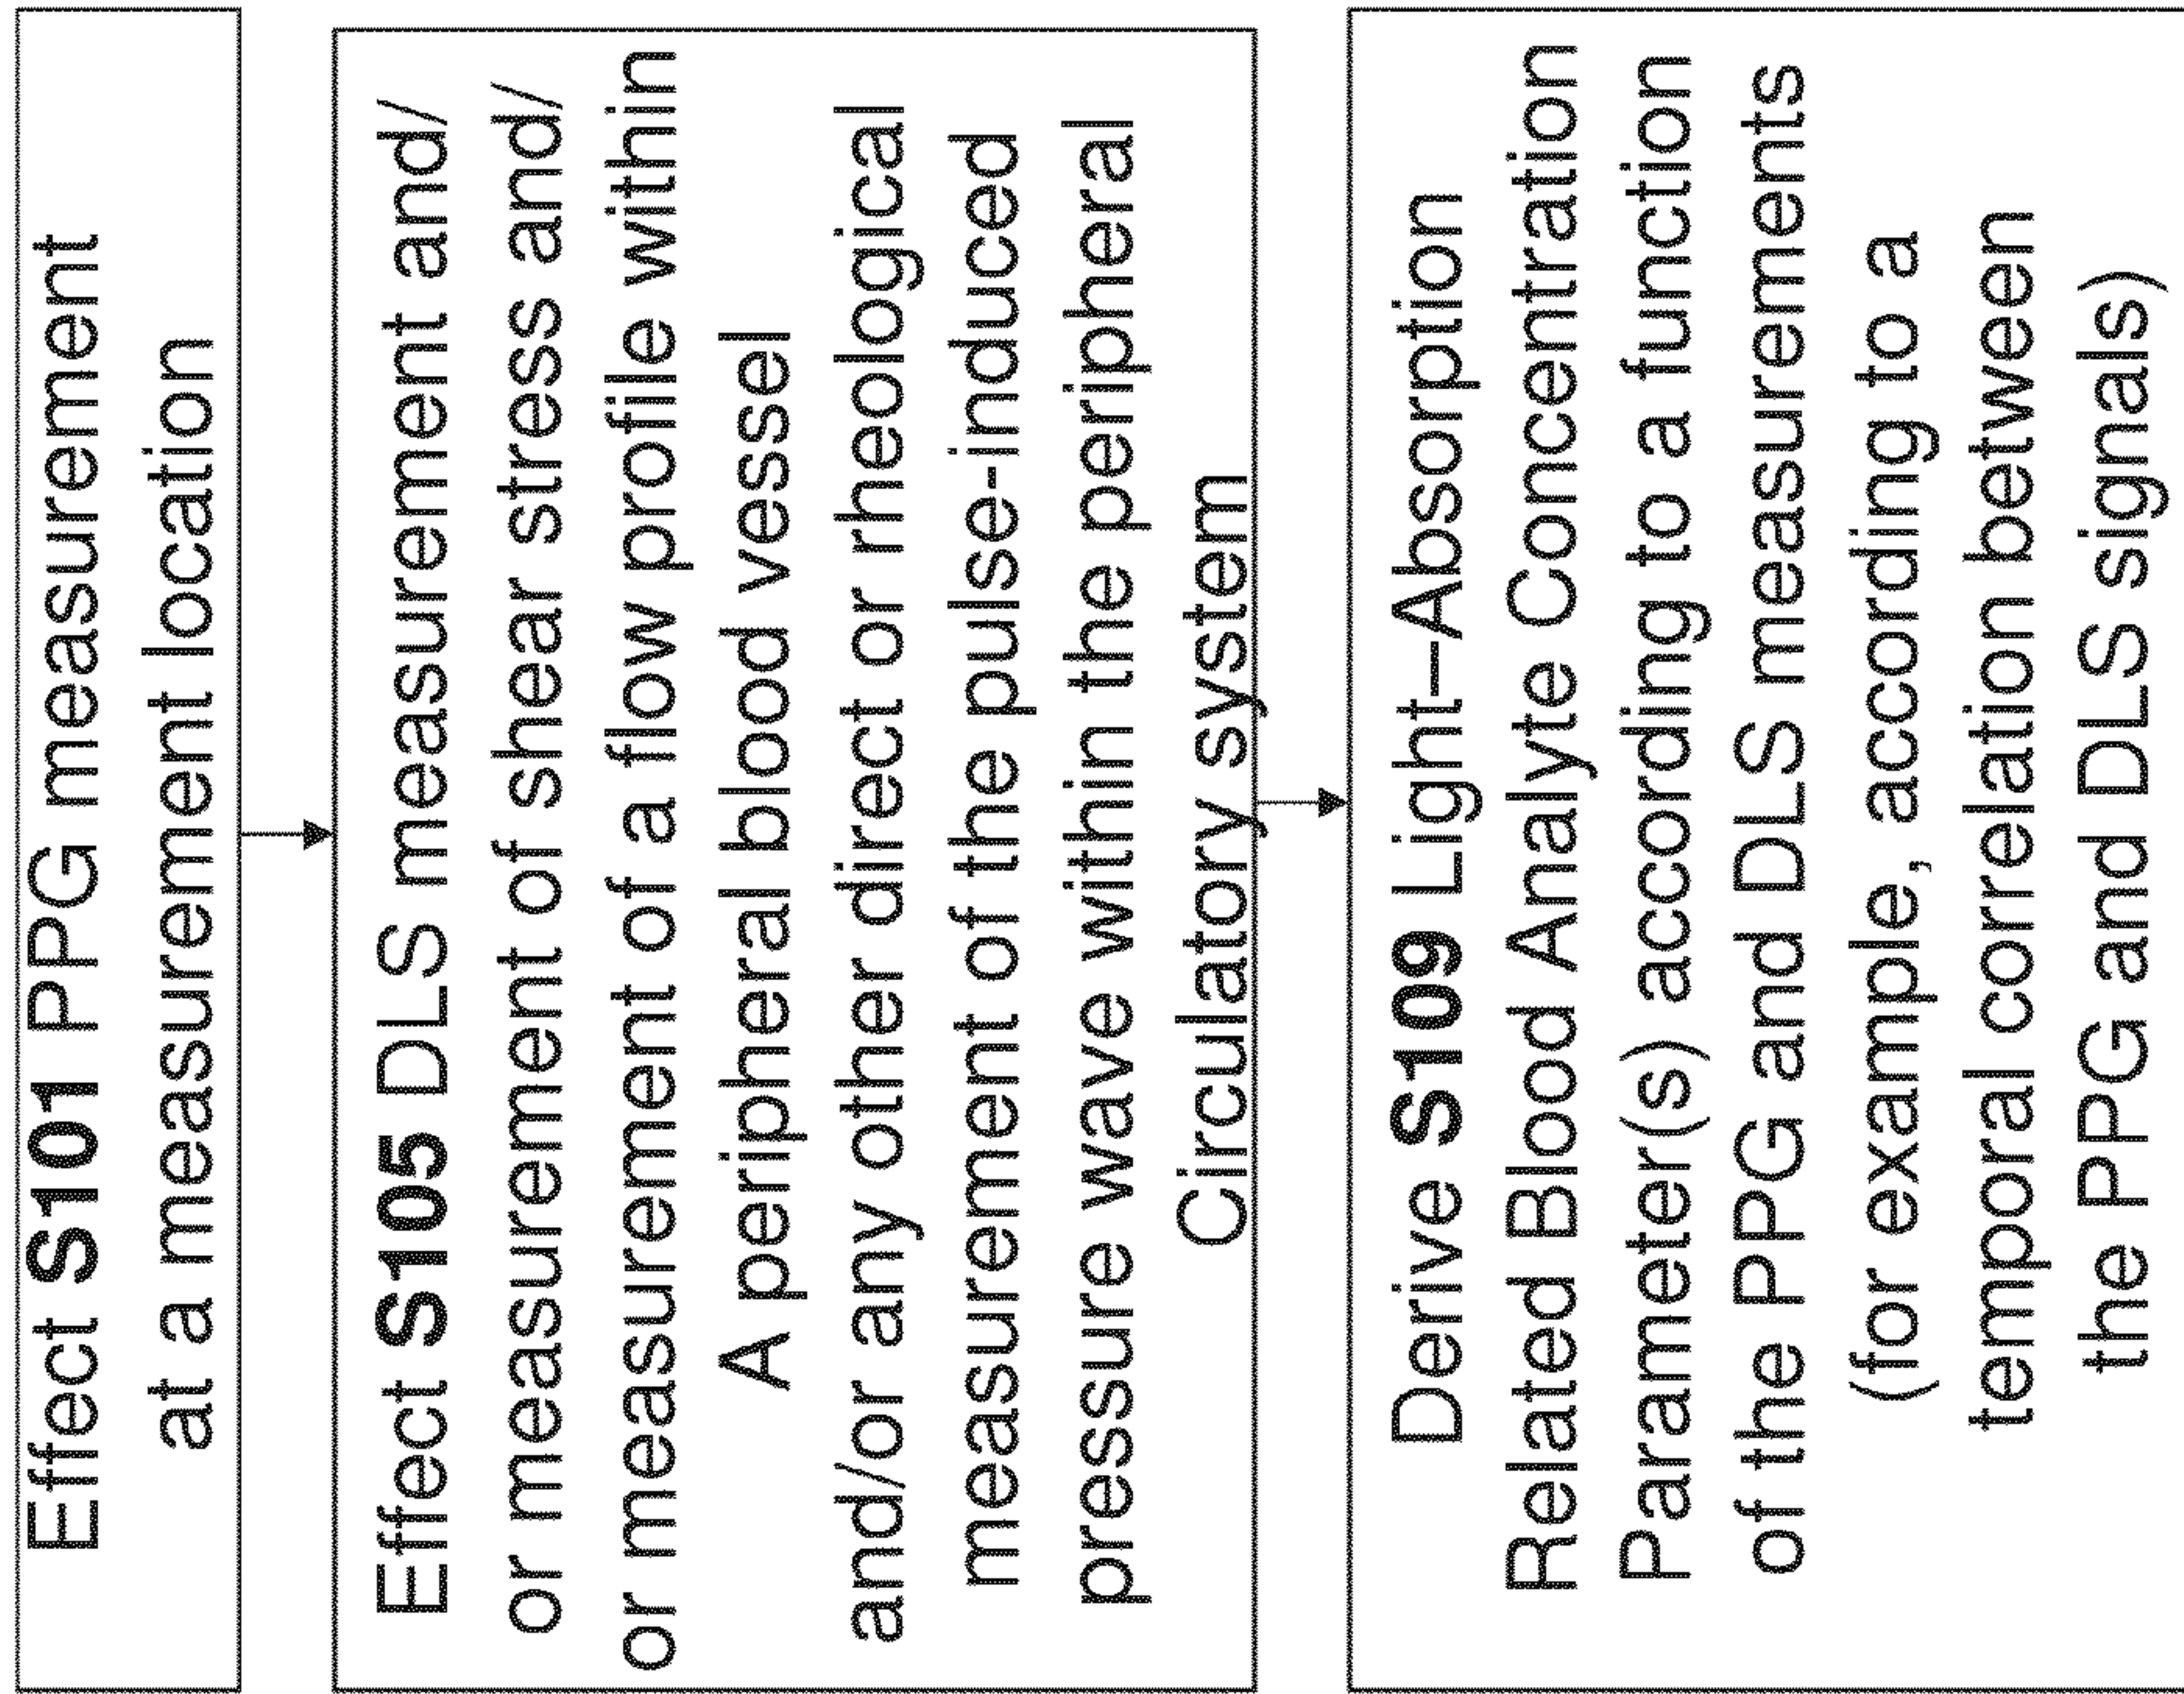 Effect S101 PPG measurement
at a measurement location
Effect S105 DLS measurement and/
or measurement of shear stress and/
or measurement of a flow profile within
A peripheral blood vessel
and/or any other direct or rheological
measurement of the pulse-induced
pressure wave within the peripheral
Circulatory system
Derive S109 Light–Absorption
Related Blood Analyte Concentration
Parameter(s) according to a function
of the PPG and DLS measurements
(for example, according to a
temporal correlation between
the PPG and DLS signals)